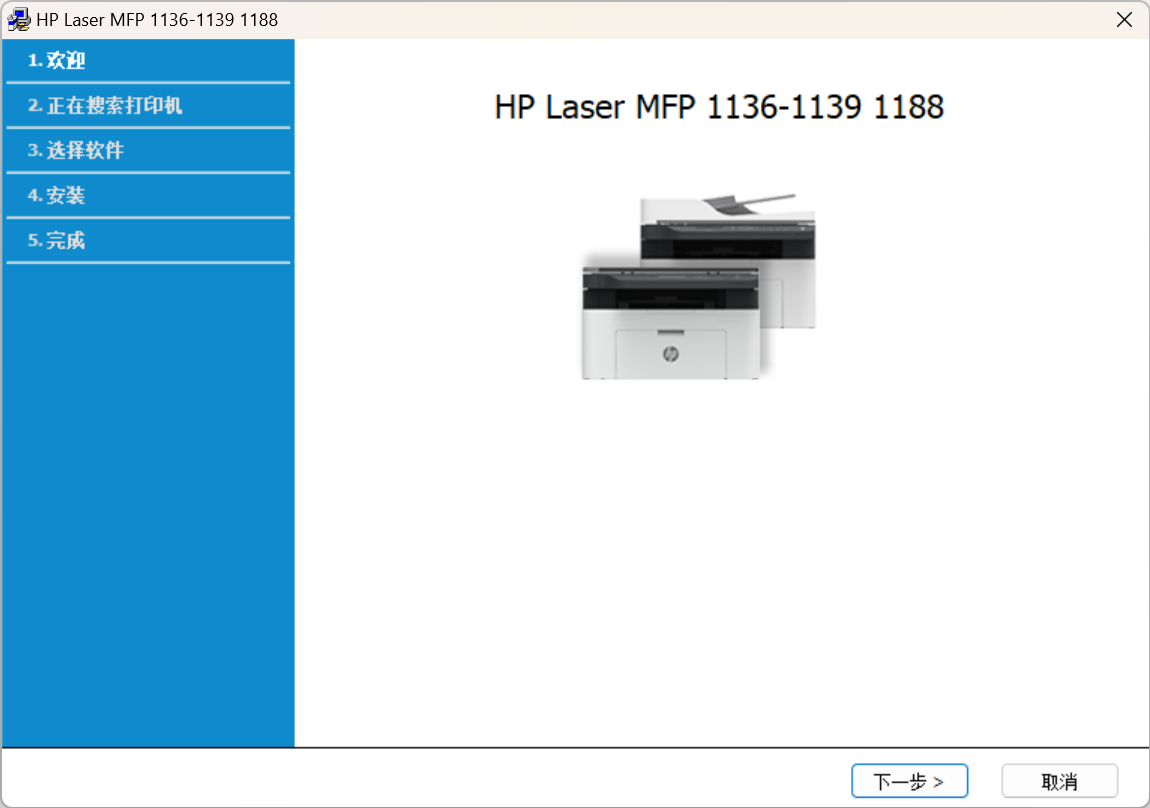 HP Laser MFP 1136-1139 1188
1. 欢迎
2. 正在搜索打印机
3. 选择软件
4. 安装
5. 完成
HP Laser MFP 1136-1139 1188
hp
下一步 >
取消